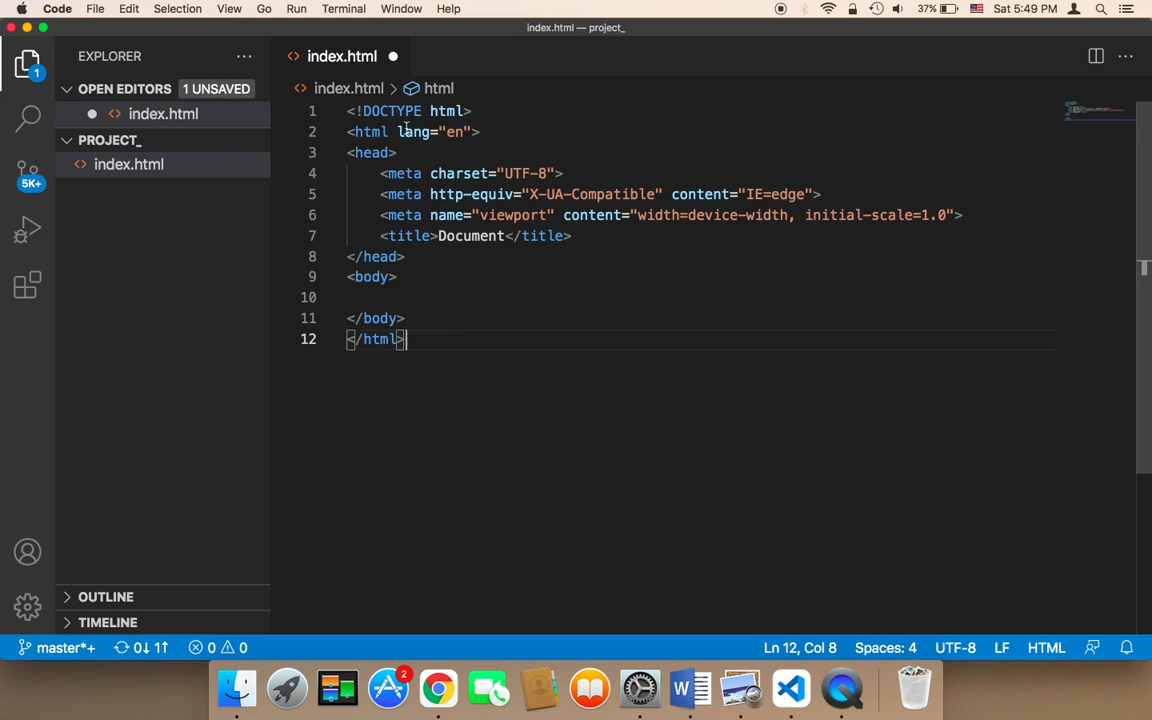 Code File Edit Selection View Go Run Terminal Window Help 37% Sat 5:49 PM
index.html — project_
EXPLORER
index.html
1
OPEN EDITORS 1 UNSAVED
index.html > html
index.html
PROJECT_
index.html
5K+
1 <!DOCTYPE html>
2 <html lang="en">
3 <head>
4 <meta charset="UTF-8">
5 <meta http-equiv="X-UA-Compatible" content="IE=edge">
6 <meta name="viewport" content="width=device-width, initial-scale=1.0">
7 <title>Document</title>
8 </head>
9 <body>
10
11 </body>
12 </html>
OUTLINE
TIMELINE
master*+ 0↓ 1↑ 0 0 Ln 12, Col 8 Spaces: 4 UTF-8 LF HTML
2
W